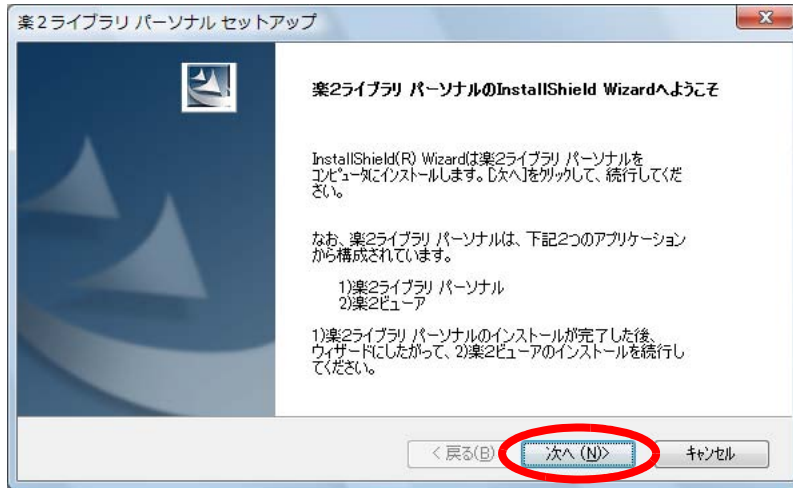 楽2ライブラリ パーソナル セットアップ
楽2ライブラリ パーソナルのInstallShield Wizardへようこそ
InstallShield(R) Wizardは楽2ライブラリ パーソナルを
コンピュータにインストールします。[次へ]をクリックして、続行してくだ
さい。
なお、楽2ライブラリ パーソナルは、下記2つのアプリケーション
から構成されています。
1)楽2ライブラリ パーソナル
2)楽2ビューア
1)楽2ライブラリ パーソナルのインストールが完了した後、
ウィザードにしたがって、2)楽2ビューアのインストールを続行し
てください。
< 戻る(B) 次へ (N)> キャンセル